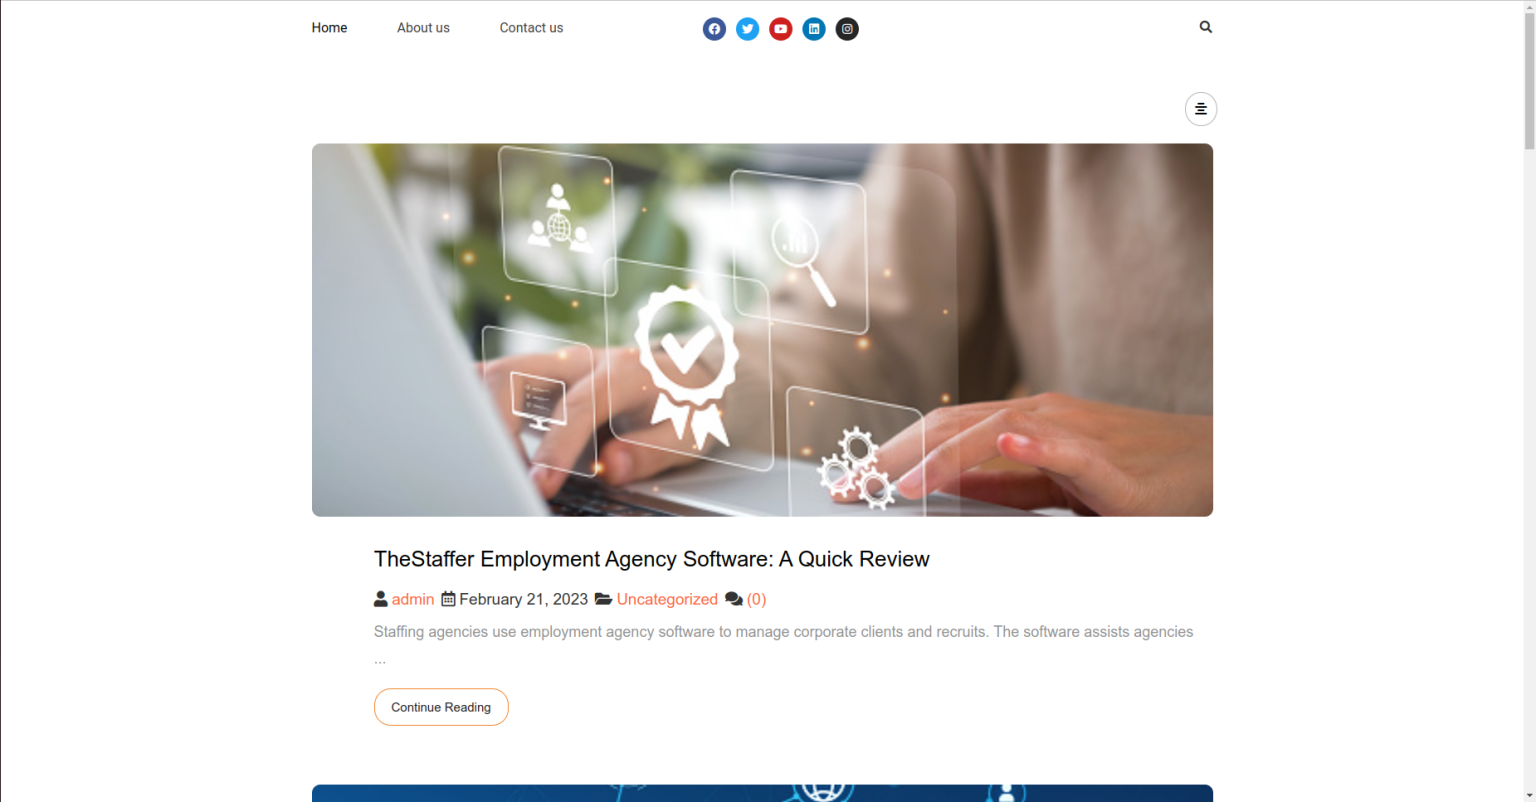 Home About us Contact us
TheStaffer Employment Agency Software: A Quick Review
admin February 21, 2023 Uncategorized (0)
Staffing agencies use employment agency software to manage corporate clients and recruits. The software assists agencies
...
Continue Reading